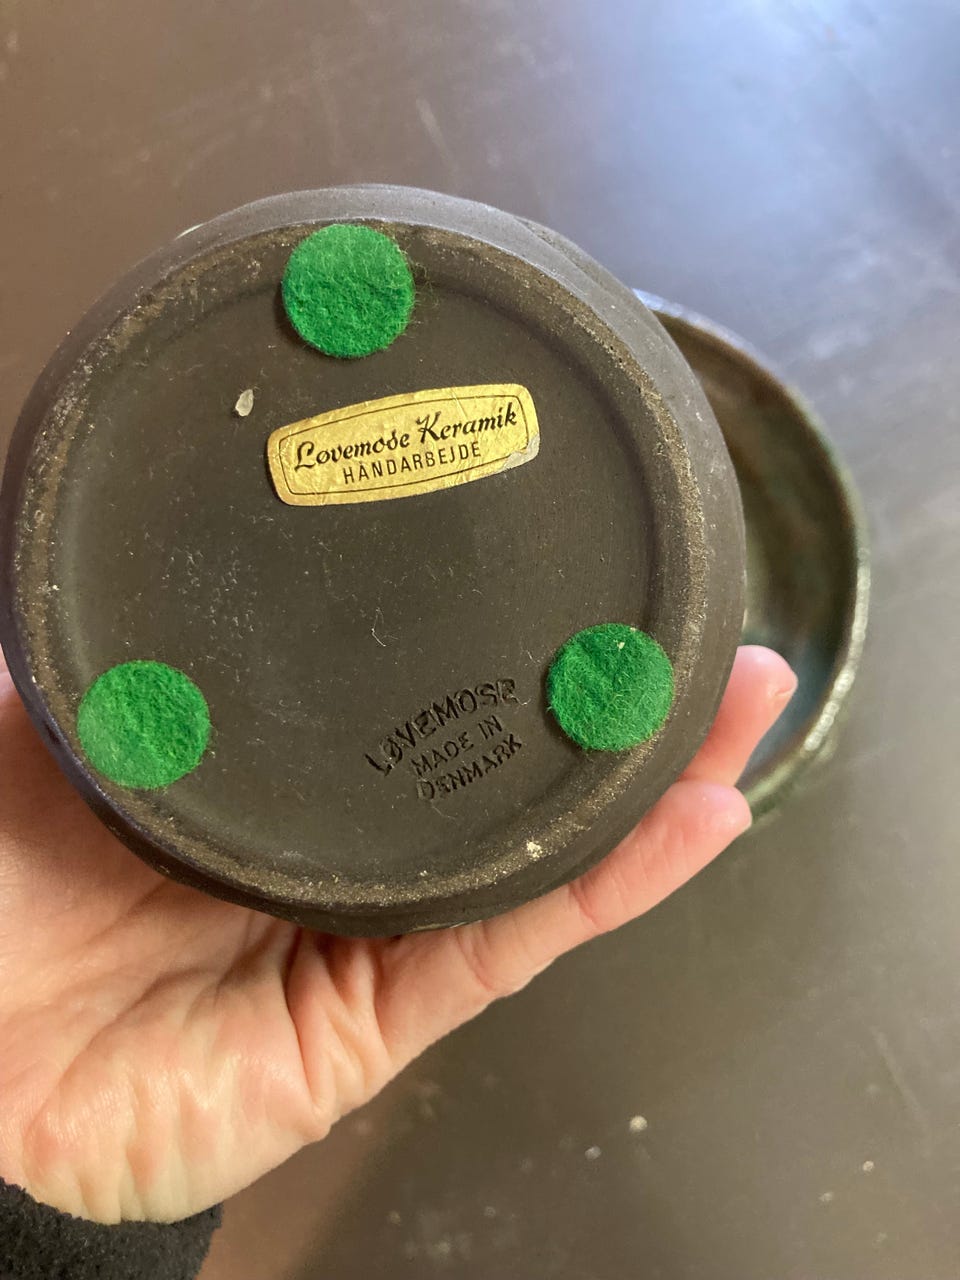 Løvemose Keramik
HÅNDARBEJDE
LØVEMOSE
MADE IN
DENMARK